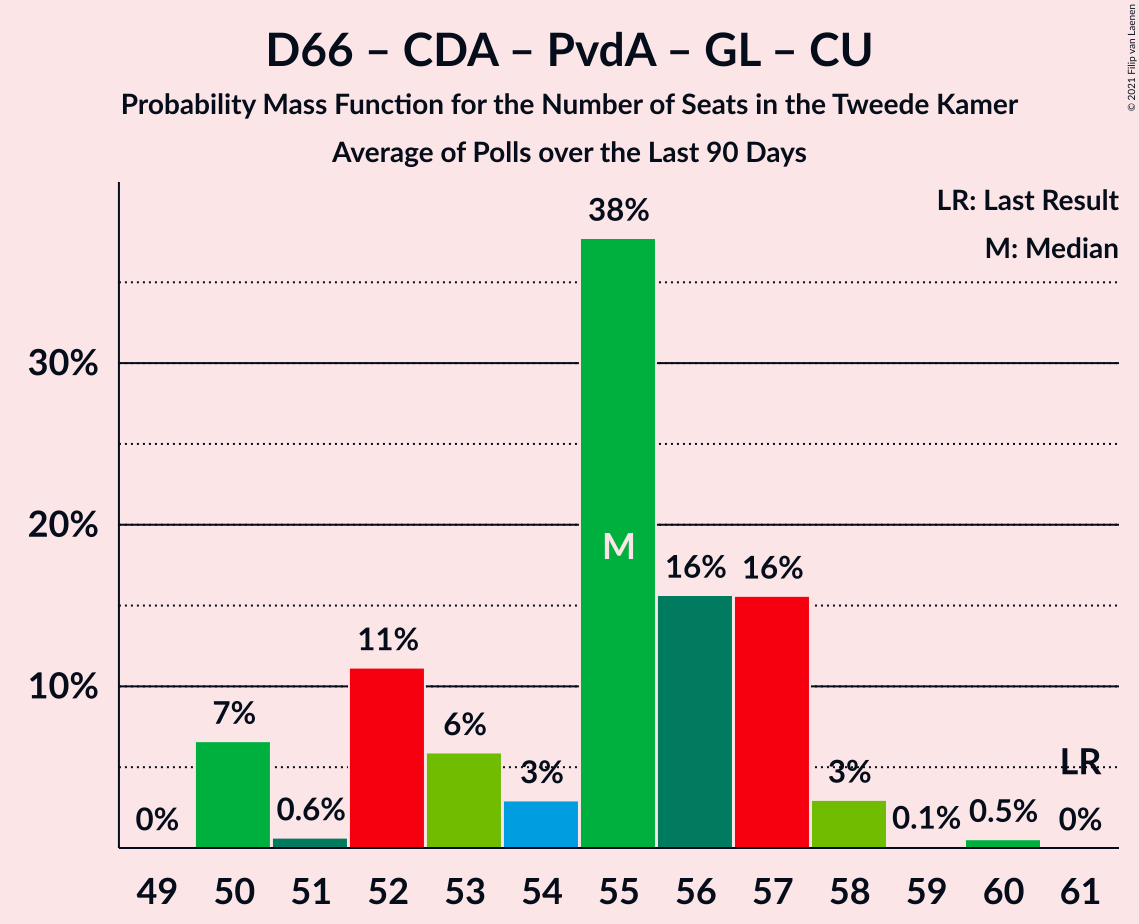 D66 – CDA – PvdA – GL – CU
Probability Mass Function for the Number of Seats in the Tweede Kamer
Average of Polls over the Last 90 Days
© 2021 Filip van Laenen
LR: Last Result
M: Median
30%
20%
10%
0%
7%
0.6%
11%
6%
3%
38%
M
16%
16%
3%
0.1%
0.5%
LR
0%
49 50 51 52 53 54 55 56 57 58 59 60 61